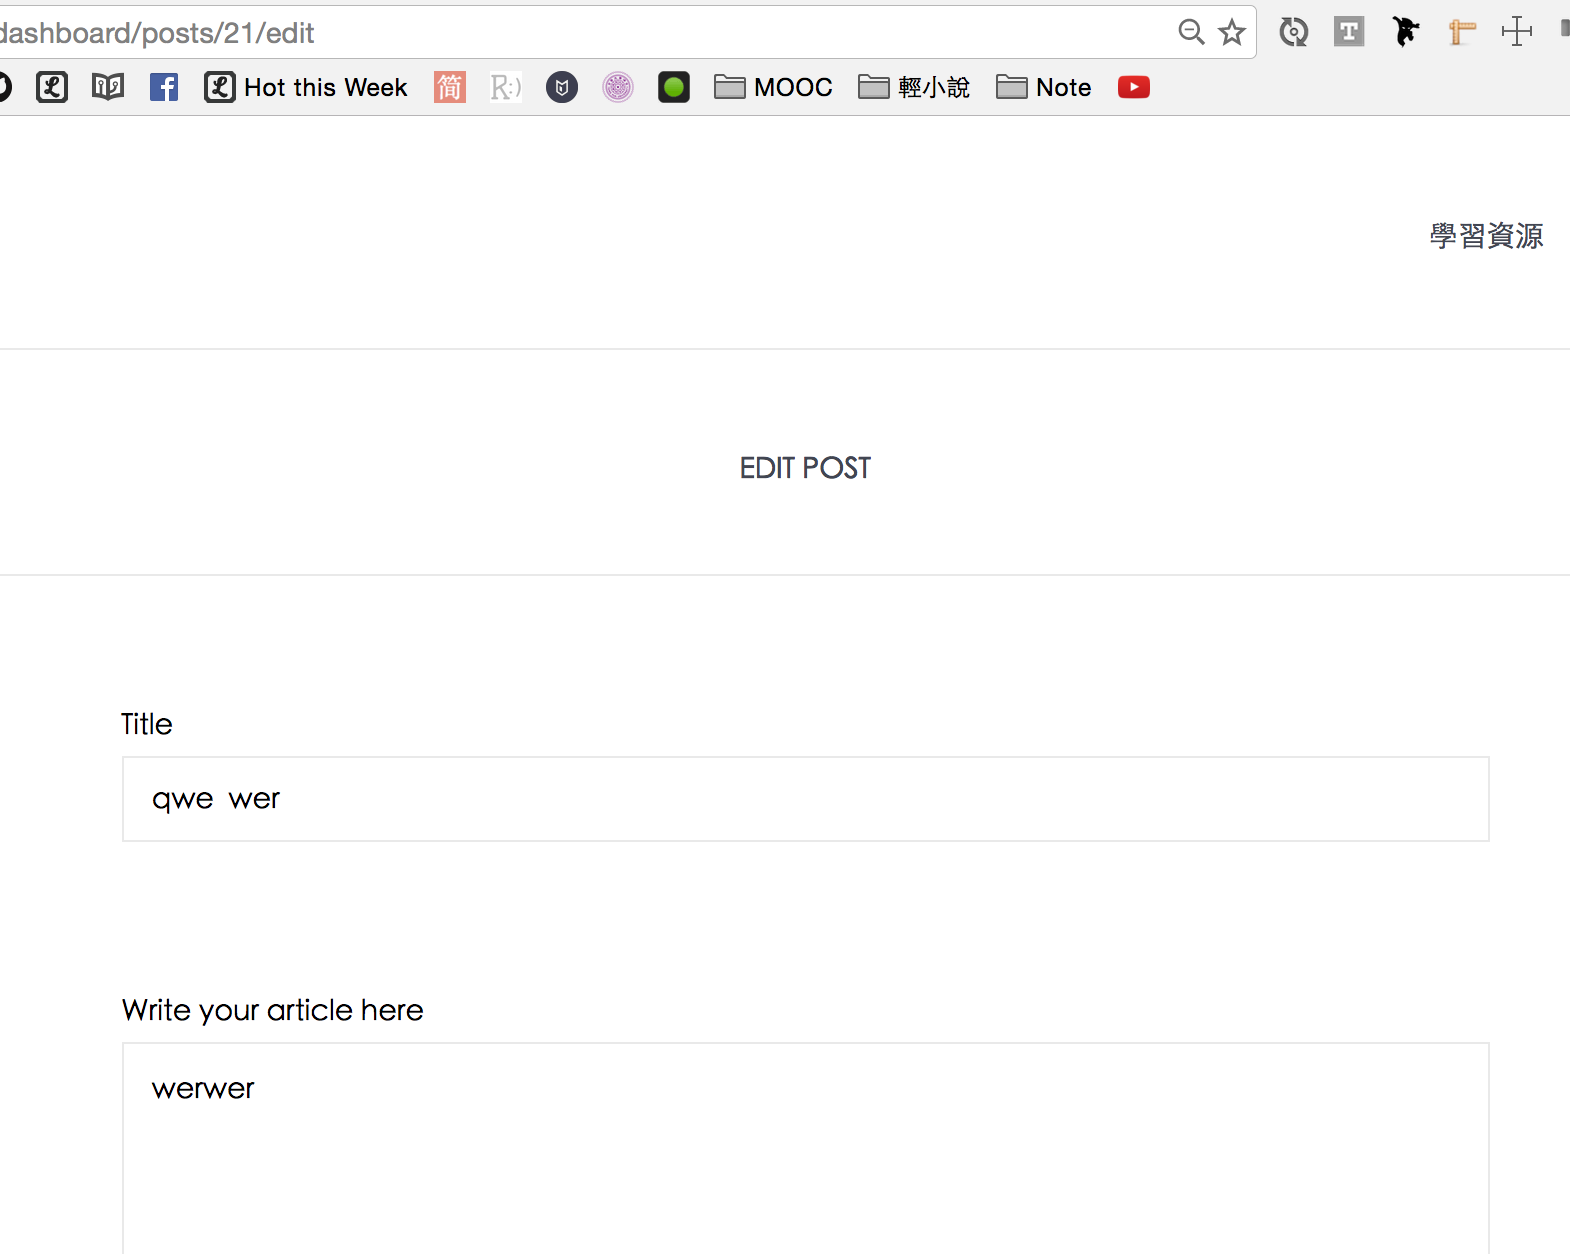 dashboard/posts/21/edit
Hot this Week 简 R:) MOOC 輕小說 Note
學習資源
EDIT POST
Title
qwe  wer
Write your article here
werwer